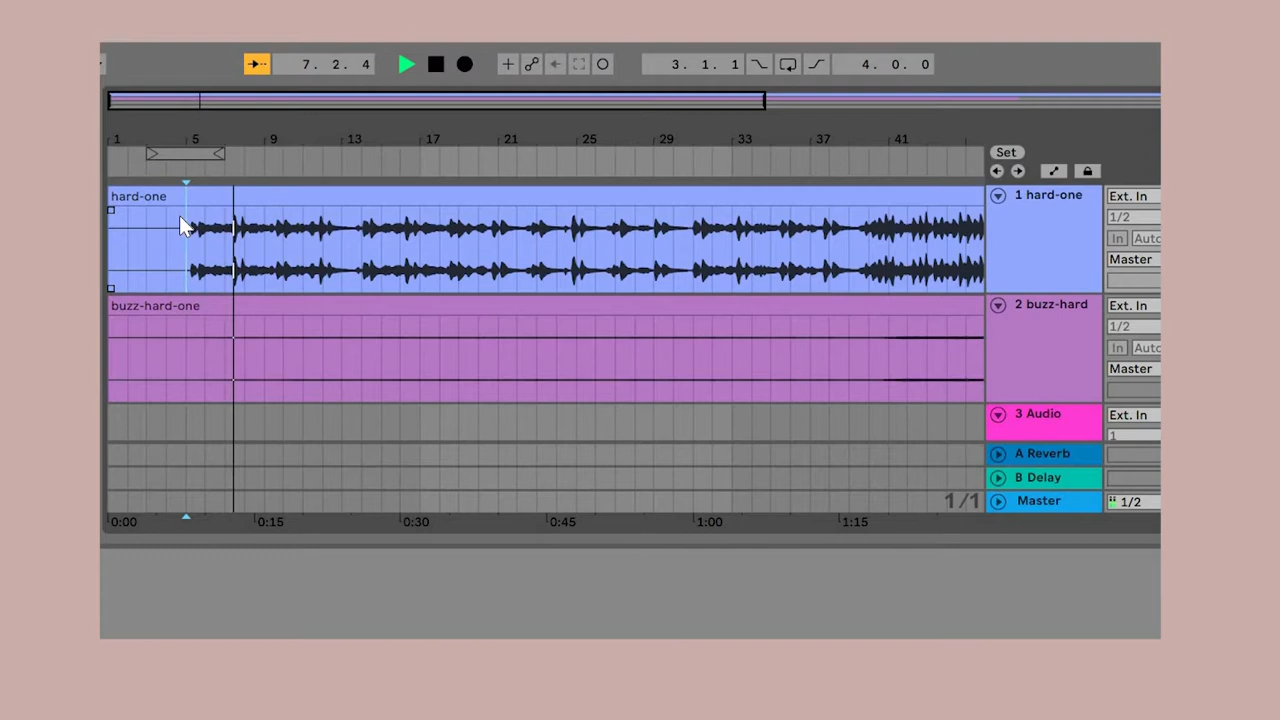 7. 2. 4 3. 1. 1 4. 0. 0
1 5 9 13 17 21 25 29 33 37 41
Set
hard-one 1 hard-one Ext. In
1/2
In Auto
Master
buzz-hard-one 2 buzz-hard Ext. In
1/2
In Auto
Master
3 Audio Ext. In
1
A Reverb
B Delay
1/1 Master 1/2
0:00 0:15 0:30 0:45 1:00 1:15